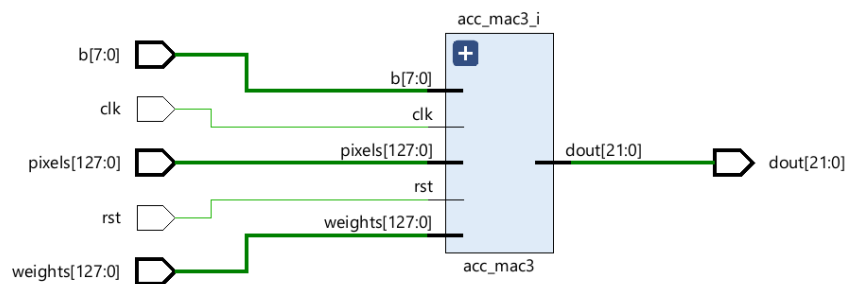 acc_mac3_i
b[7:0]
b[7:0]
clk
clk
pixels[127:0]
pixels[127:0]
dout[21:0]
dout[21:0]
rst
rst
weights[127:0]
weights[127:0]
acc_mac3